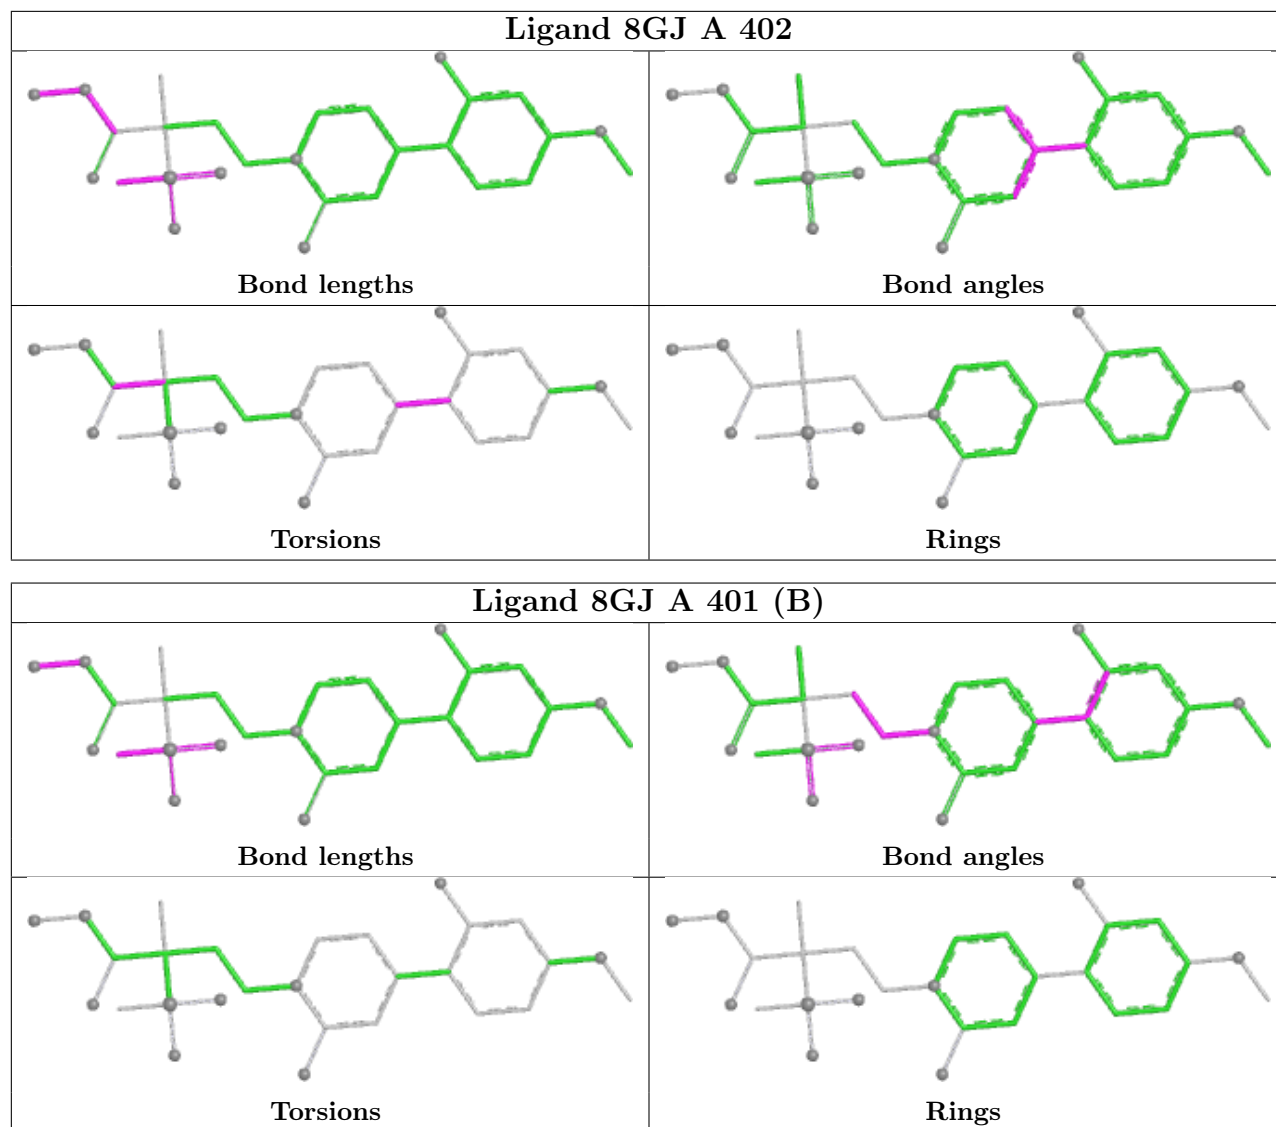 Ligand 8GJ A 402
Bond lengths
Bond angles
Torsions
Rings
Ligand 8GJ A 401 (B)
Bond lengths
Bond angles
Torsions
Rings